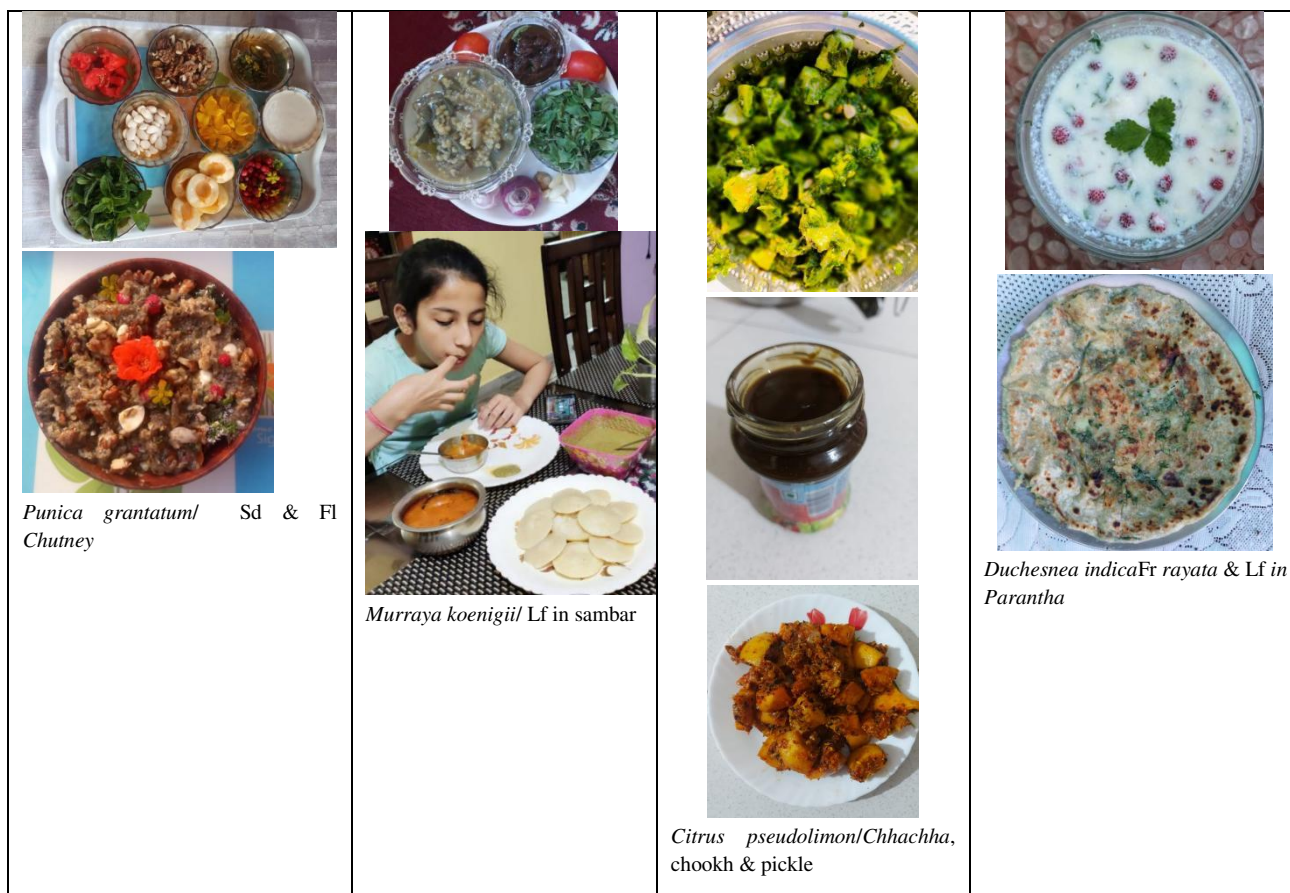 Punica grantatum/ Sd & Fl
Chutney
Murraya koenigii/ Lf in sambar
Citrus pseudolimon/Chhachha,
chookh & pickle
Duchesnea indicaFr rayata & Lf in
Parantha